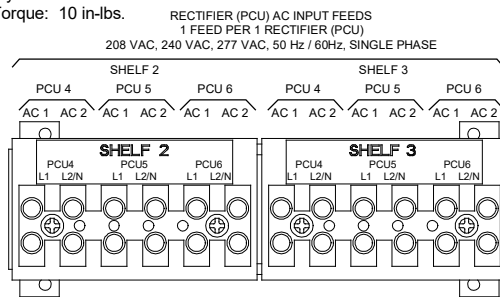 Torque: 10 in-lbs.
RECTIFIER (PCU) AC INPUT FEEDS
1 FEED PER 1 RECTIFIER (PCU)
208 VAC, 240 VAC, 277 VAC, 50 Hz / 60Hz, SINGLE PHASE
SHELF 2 SHELF 3
PCU 4 PCU 5 PCU 6 PCU 4 PCU 5 PCU 6
AC 1 AC 2 AC 1 AC 2 AC 1 AC 2 AC 1 AC 2 AC 1 AC 2 AC 1 AC 2
SHELF 2 SHELF 3
PCU4 PCU5 PCU6 PCU4 PCU5 PCU6
L1 L2/N L1 L2/N L1 L2/N L1 L2/N L1 L2/N L1 L2/N